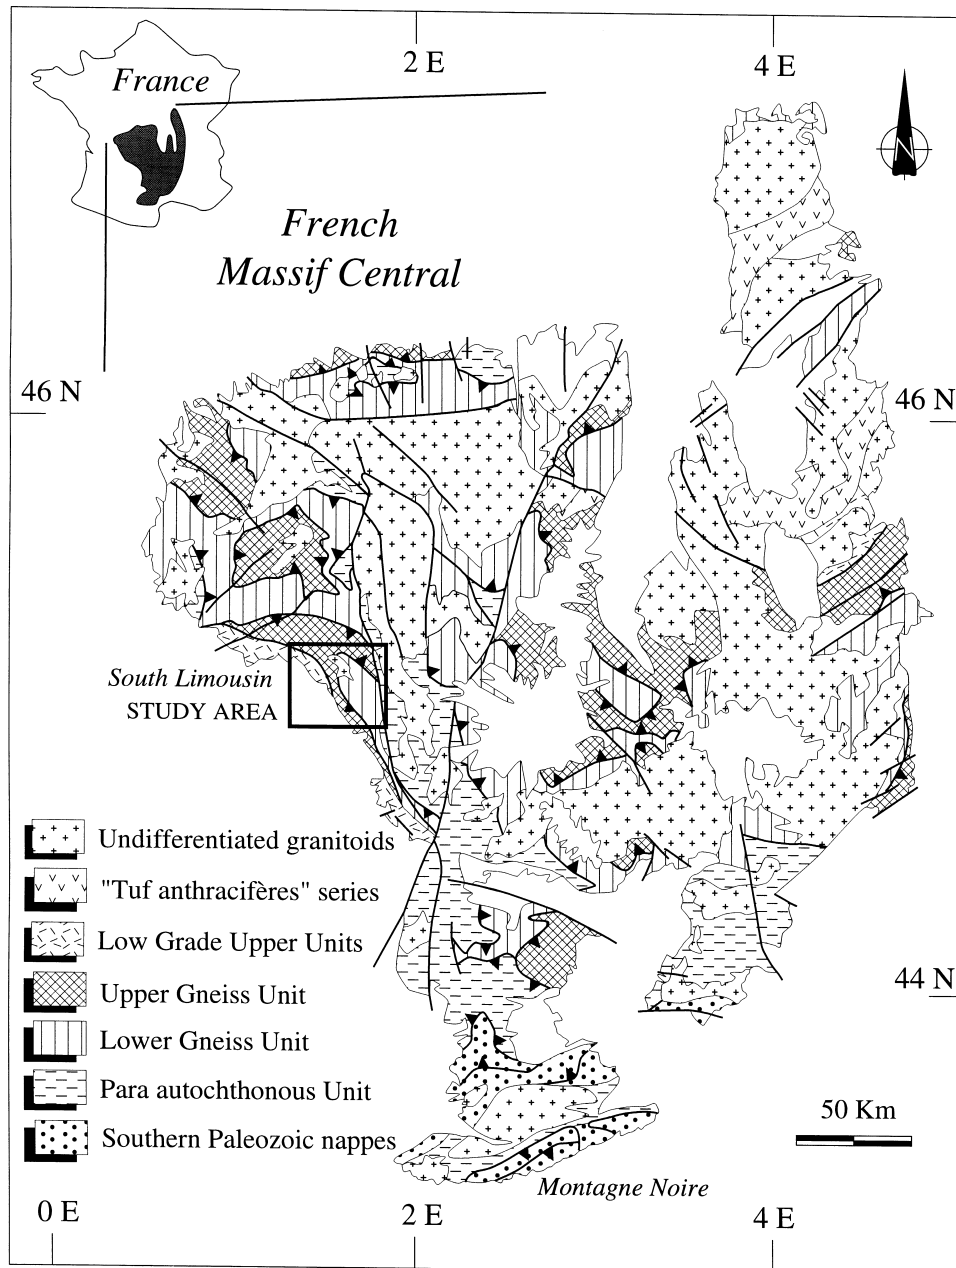 France
2 E
4 E
N
French
Massif Central
46 N
46 N
South Limousin
STUDY AREA
Undifferentiated granitoids
"Tuf anthracifères" series
Low Grade Upper Units
Upper Gneiss Unit
Lower Gneiss Unit
Para autochthonous Unit
Southern Paleozoic nappes
44 N
50 Km
Montagne Noire
0 E
2 E
4 E